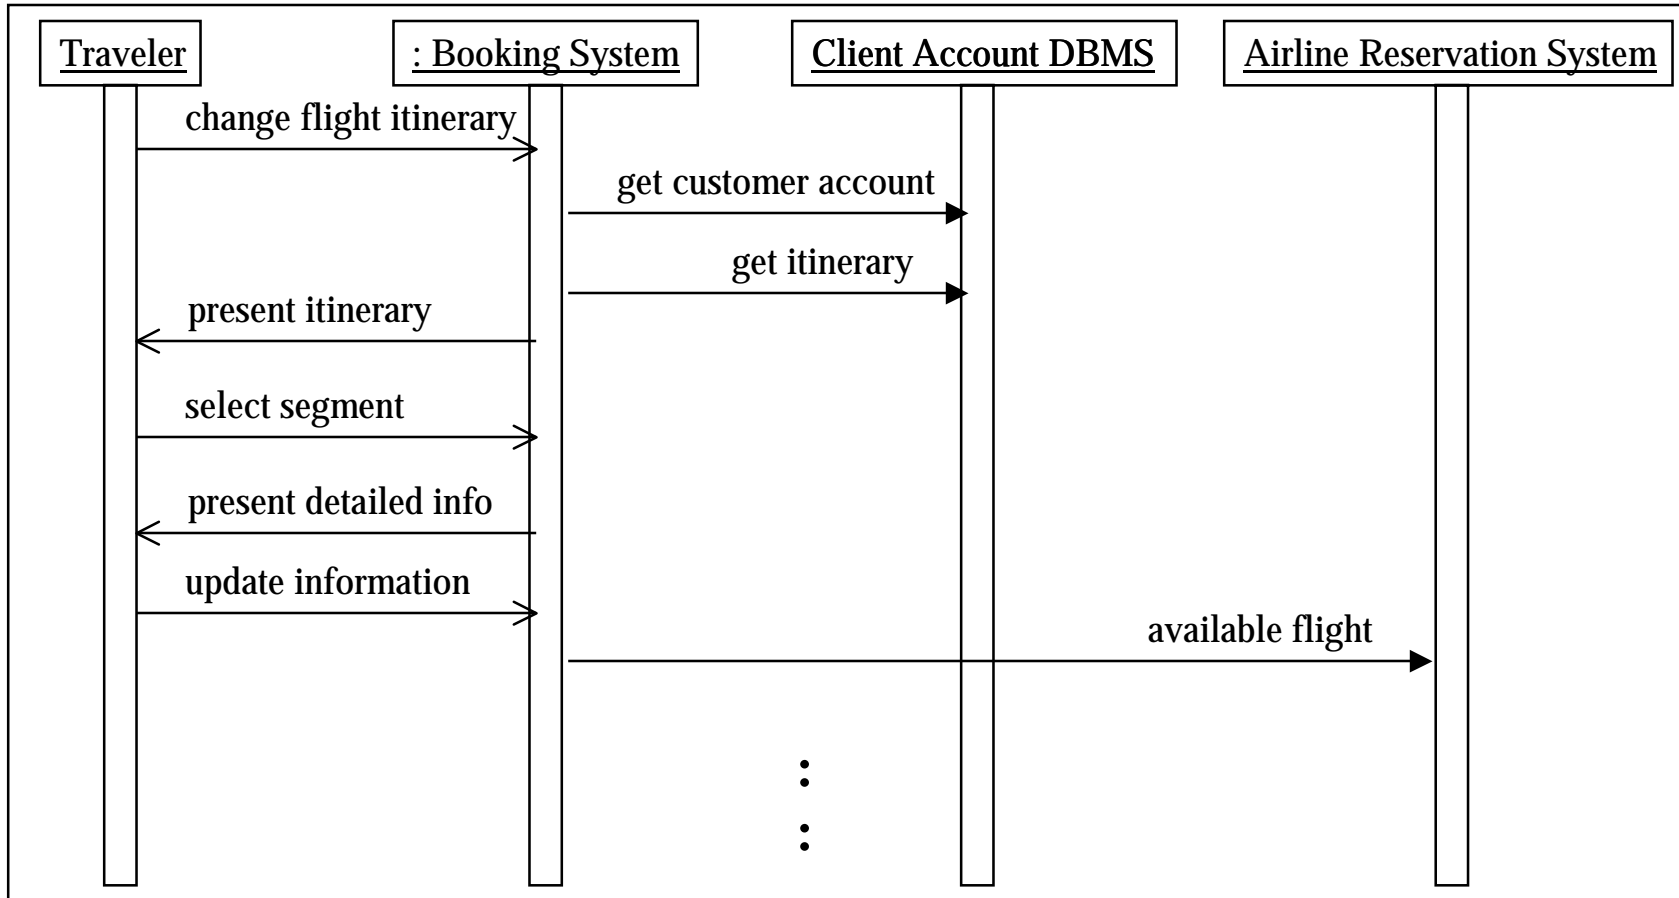 Traveler
: Booking System
Client Account DBMS
Airline Reservation System
change flight itinerary
get customer account
get itinerary
present itinerary
select segment
present detailed info
update information
available flight